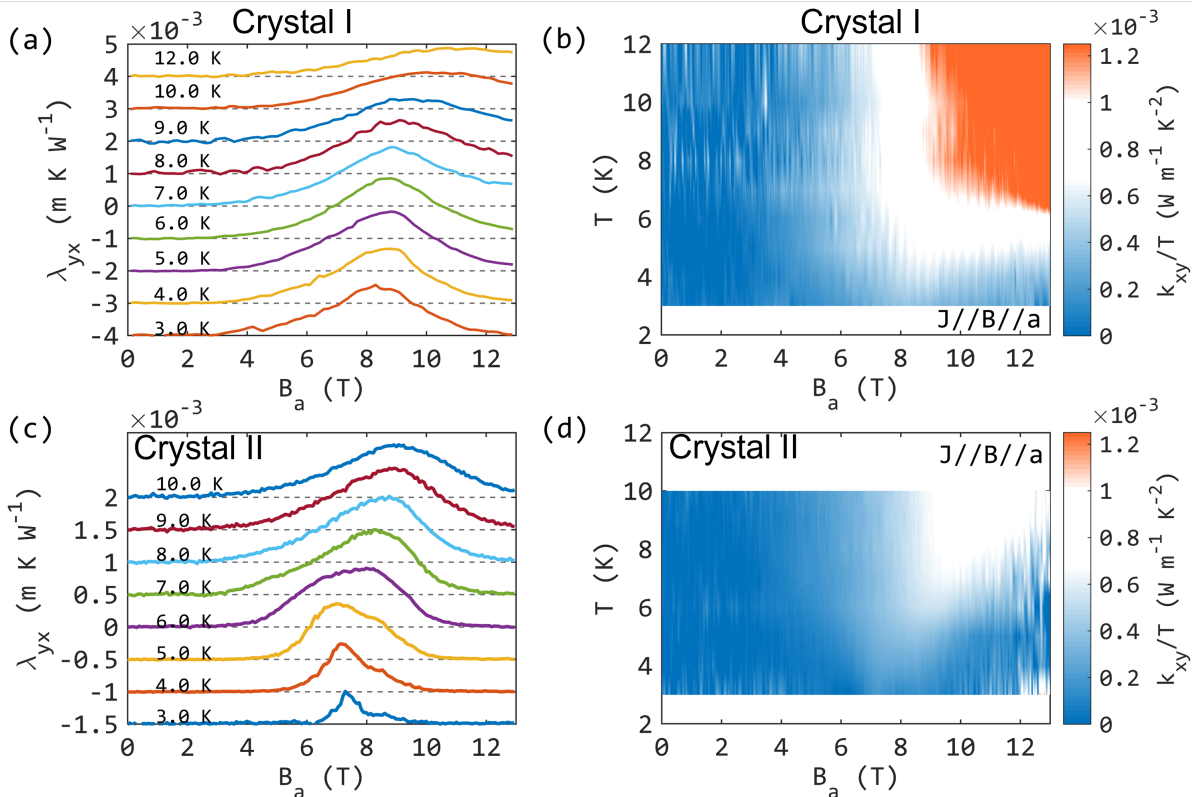 (a)
Crystal I
×10⁻³
5
4
3
2
1
0
-1
-2
-3
-4
λyx (m K W⁻¹)
12.0 K
10.0 K
9.0 K
8.0 K
7.0 K
6.0 K
5.0 K
4.0 K
3.0 K
0 2 4 6 8 10 12
Ba (T)
(b)
Crystal I
12
10
8
6
4
2
T (K)
J//B//a
0 2 4 6 8 10 12
Ba (T)
×10⁻³
1.2
1
0.8
0.6
0.4
0.2
0
kxy/T (W m⁻¹ K⁻²)
(c)
×10⁻³
Crystal II
2
1.5
1
0.5
0
-0.5
-1
-1.5
λyx (m K W⁻¹)
10.0 K
9.0 K
8.0 K
7.0 K
6.0 K
5.0 K
4.0 K
3.0 K
0 2 4 6 8 10 12
Ba (T)
(d)
Crystal II
J//B//a
12
10
8
6
4
2
T (K)
0 2 4 6 8 10 12
Ba (T)
×10⁻³
1.2
1
0.8
0.6
0.4
0.2
0
kxy/T (W m⁻¹ K⁻²)